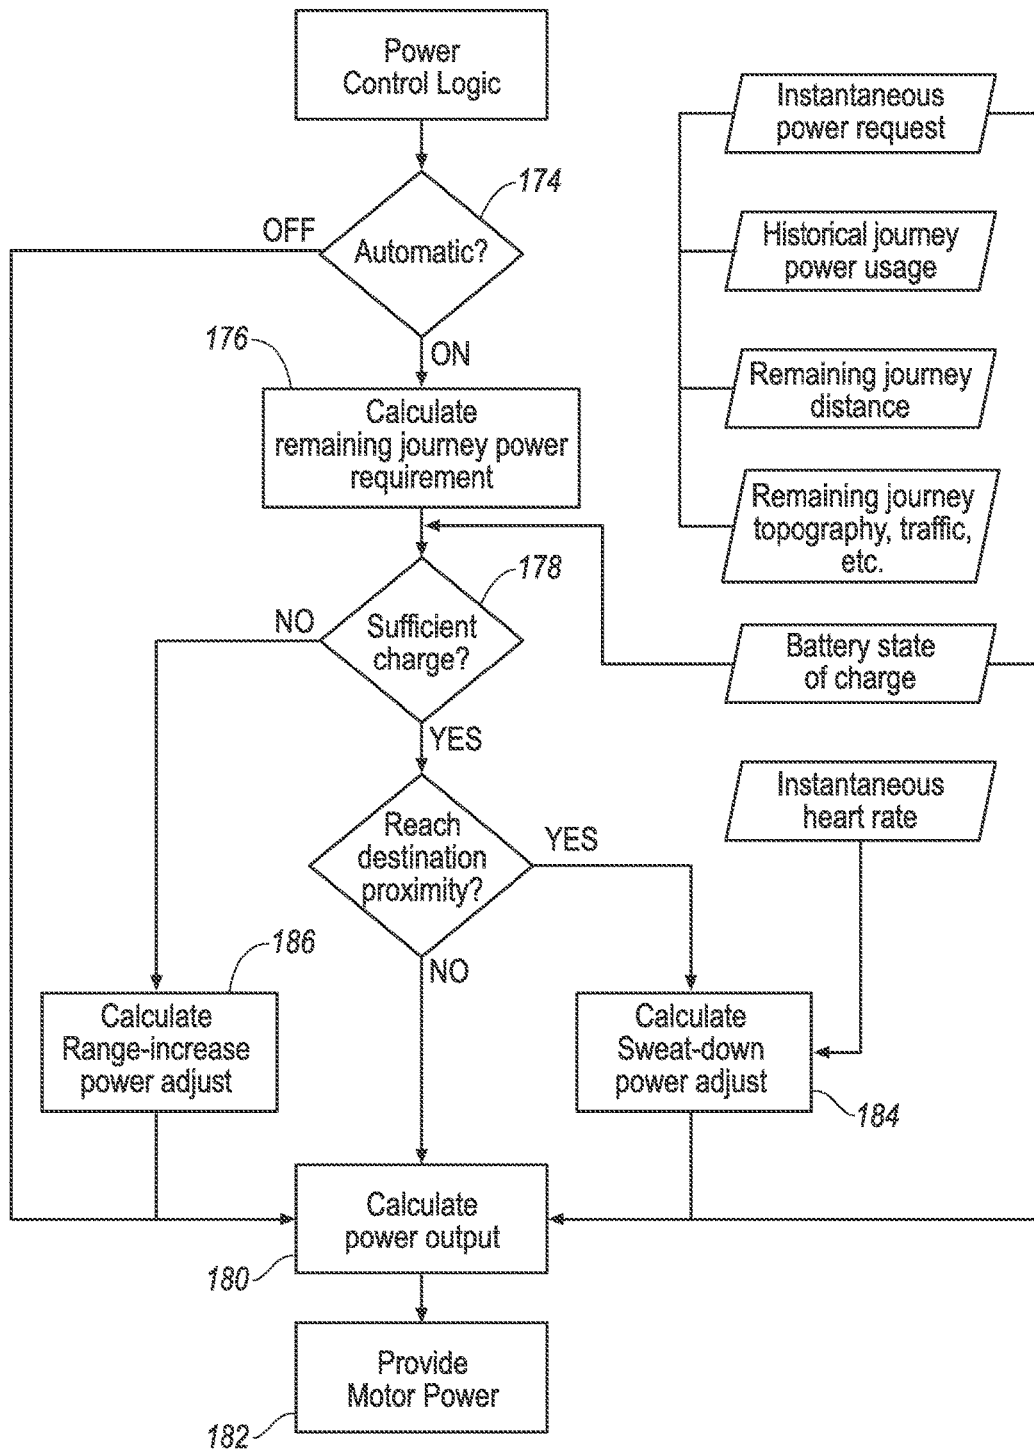 Power
Control Logic
174
OFF
Automatic?
ON
176
Calculate
remaining journey power
requirement
178
NO
Sufficient
charge?
YES
Reach
destination
proximity?
YES
NO
186
Calculate
Range-increase
power adjust
Calculate
Sweat-down
power adjust
184
Calculate
power output
180
Provide
Motor Power
182
Instantaneous
power request
Historical journey
power usage
Remaining journey
distance
Remaining journey
topography, traffic,
etc.
Battery state
of charge
Instantaneous
heart rate